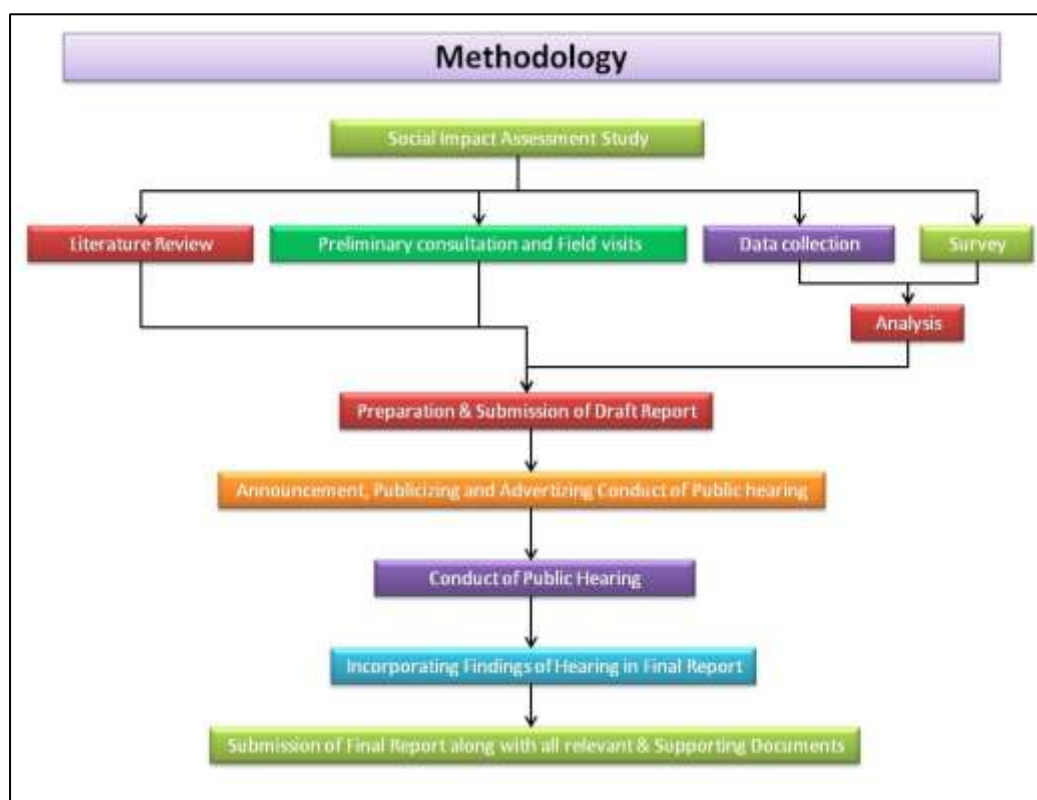 Methodology
Social Impact Assessment Study
Literature Review
Preliminary consultation and Field visits
Data collection
Survey
Analysis
Preparation & Submission of Draft Report
Announcement, Publicizing and Advertizing Conduct of Public hearing
Conduct of Public Hearing
Incorporating Findings of Hearing in Final Report
Submission of Final Report along with all relevant & Supporting Documents